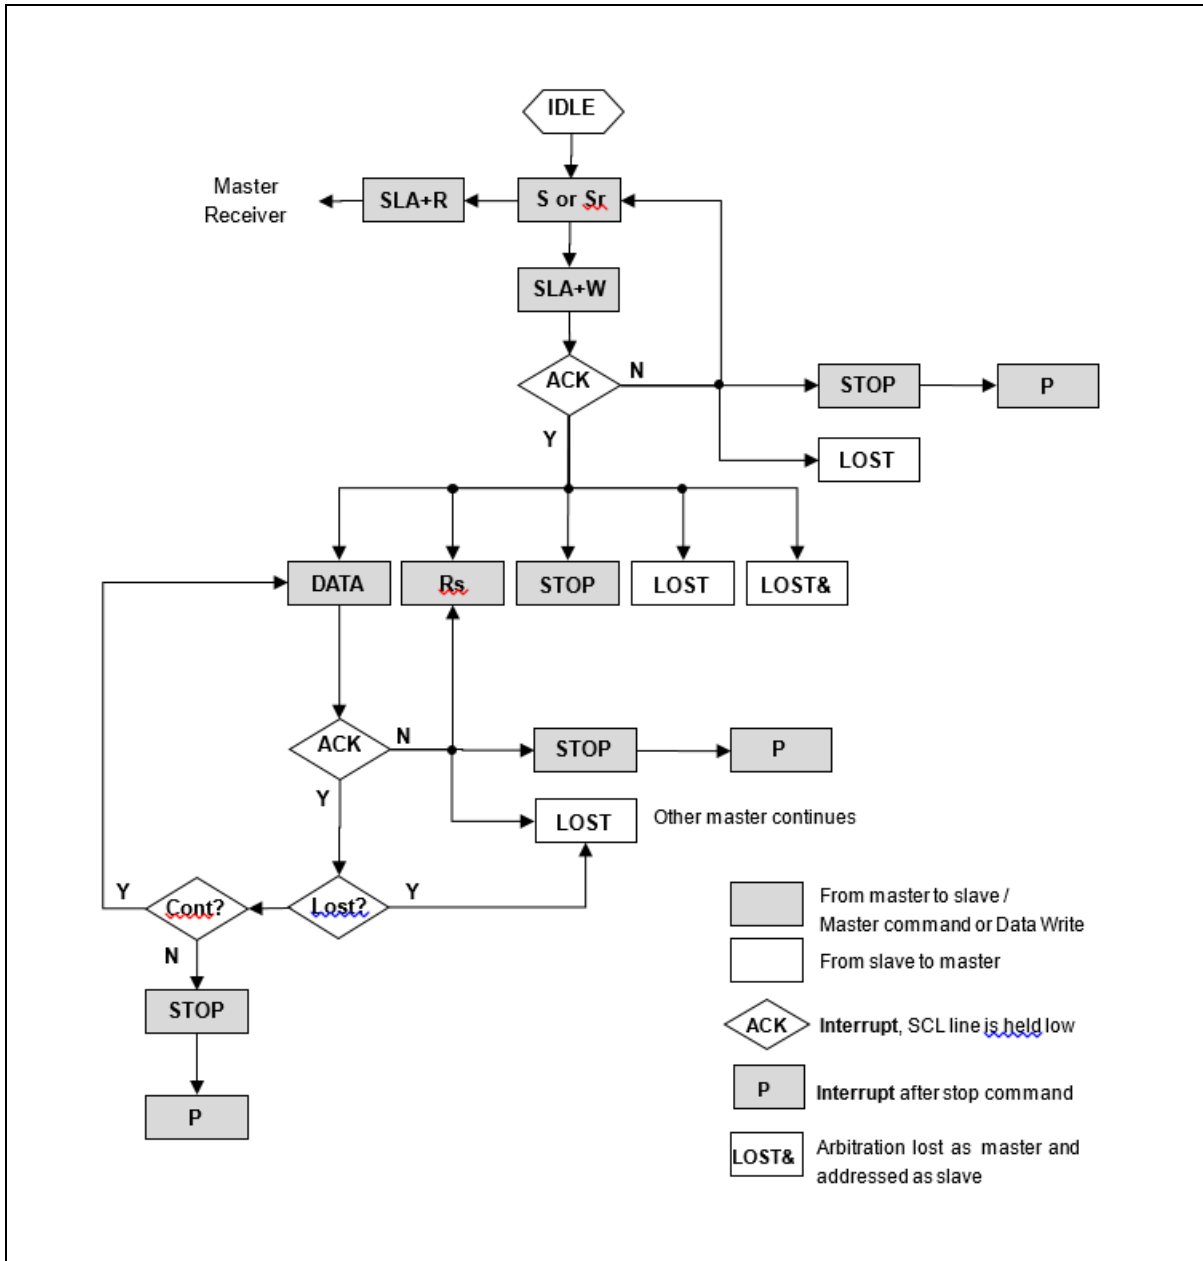 IDLE
Master
Receiver
SLA+R
S or Sr
SLA+W
ACK
N
STOP
P
Y
LOST
DATA
Rs
STOP
LOST
LOST&
ACK
N
STOP
P
Y
LOST
Other master continues
Y
Cont?
Lost?
Y
N
STOP
P
From master to slave /
Master command or Data Write
From slave to master
ACK
Interrupt, SCL line is held low
P
Interrupt after stop command
LOST&
Arbitration lost as master and
addressed as slave